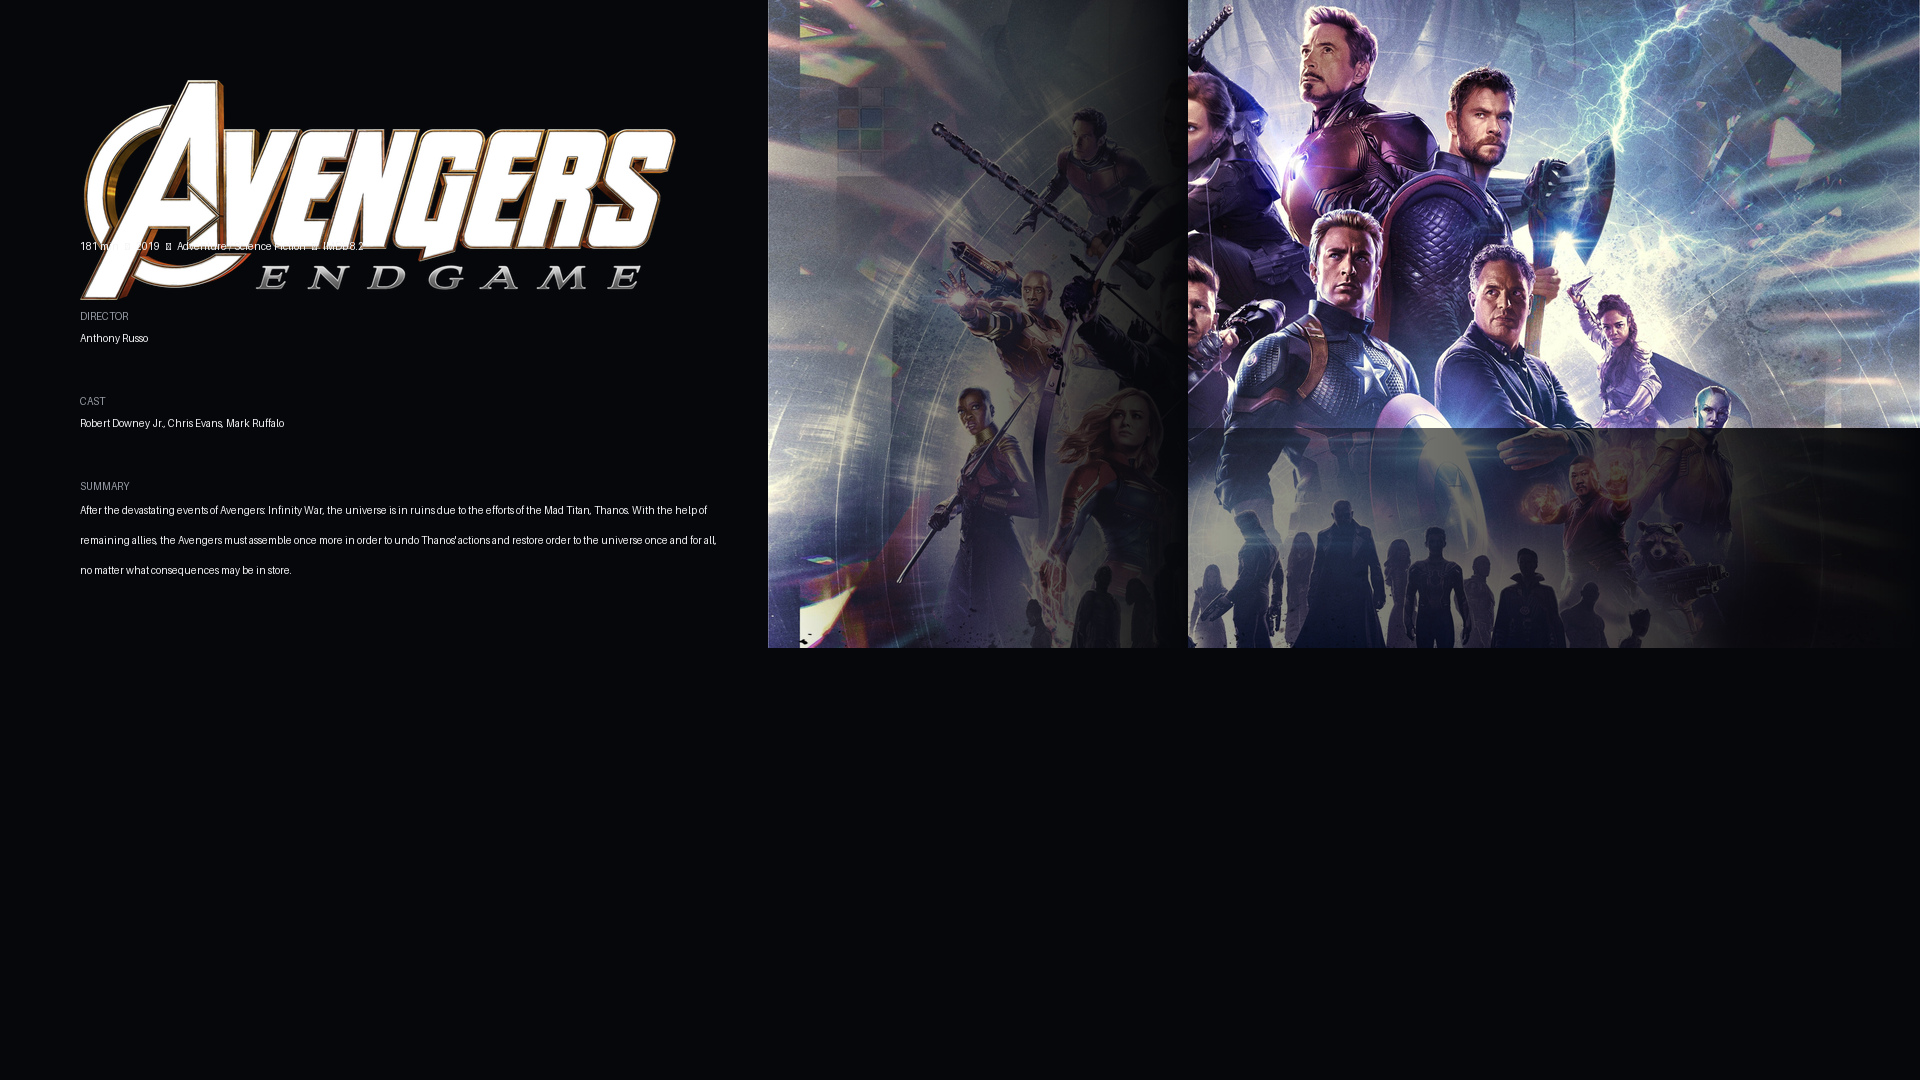 AVENGERS
ENDGAME
181 2019 Adventure / Science Fiction IMDb 8.2
DIRECTOR
Anthony Russo
CAST
Robert Downey Jr., Chris Evans, Mark Ruffalo
SUMMARY
After the devastating events of Avengers: Infinity War, the universe is in ruins due to the efforts of the Mad Titan, Thanos. With the help of
remaining allies, the Avengers must assemble once more in order to undo Thanos' actions and restore order to the universe once and for all,
no matter what consequences may be in store.